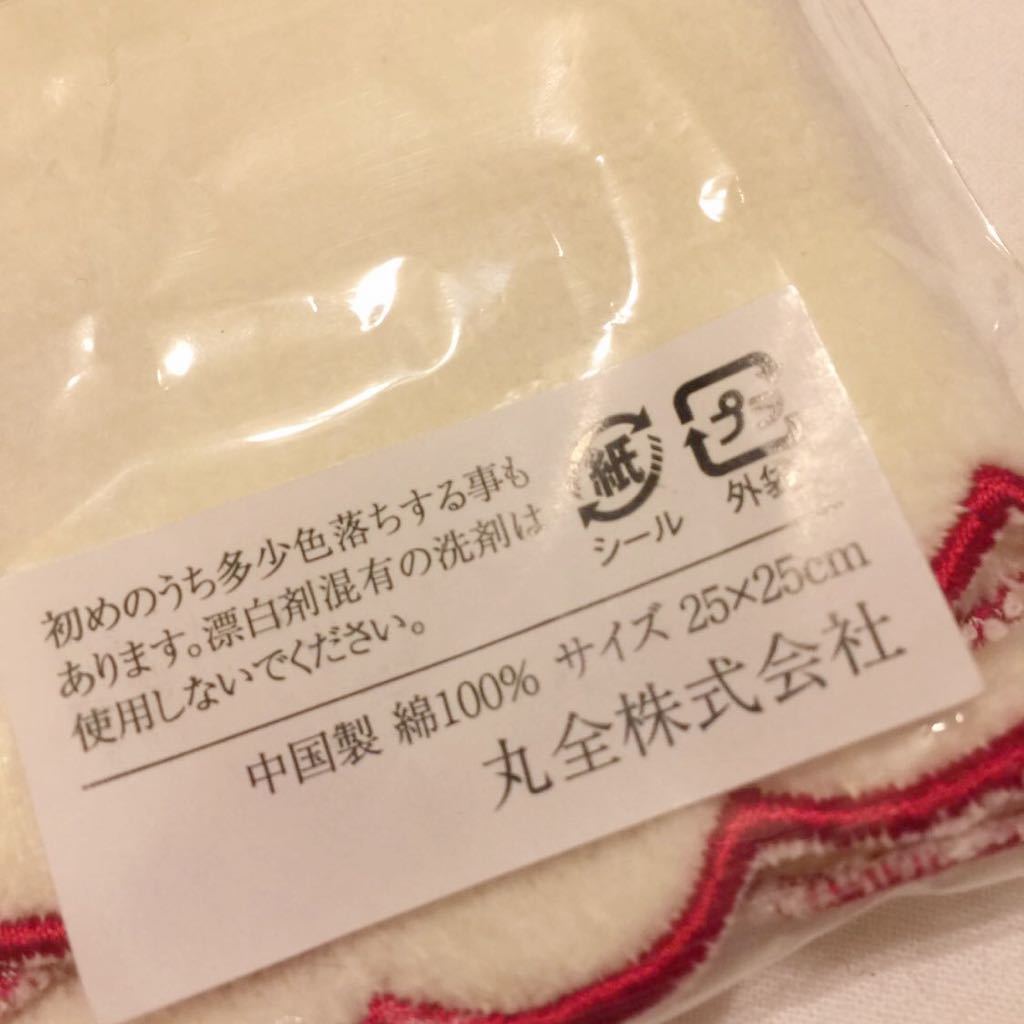 紙
シール
プラ
外袋
初めのうち多少色落ちする事も
あります。漂白剤混有の洗剤は
使用しないでください。
中国製 綿100% サイズ 25×25cm
丸全株式会社